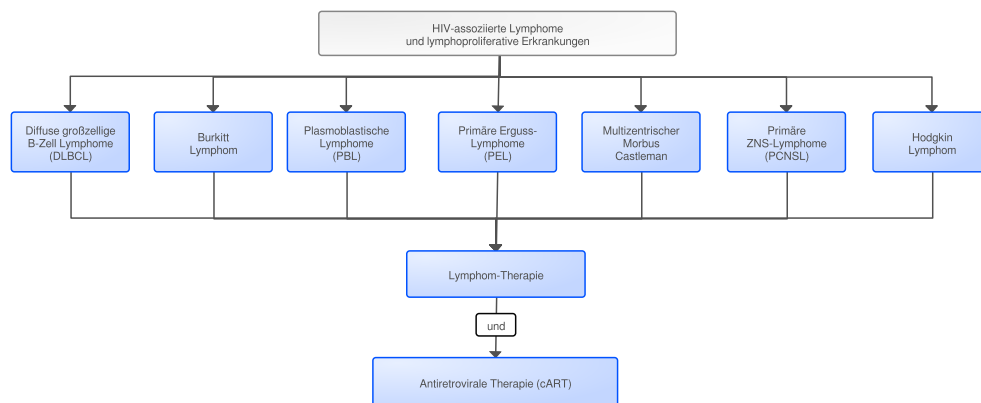 HIV-assoziierte Lymphome
und lymphoproliferative Erkrankungen
Diffuse großzellige
B-Zell Lymphome
(DLBCL)
Burkitt
Lymphom
Plasmoblastische
Lymphome
(PBL)
Primäre Erguss-
Lymphome
(PEL)
Multizentrischer
Morbus
Castleman
Primäre
ZNS-Lymphome
(PCNSL)
Hodgkin
Lymphom
Lymphom-Therapie
und
Antiretrovirale Therapie (cART)